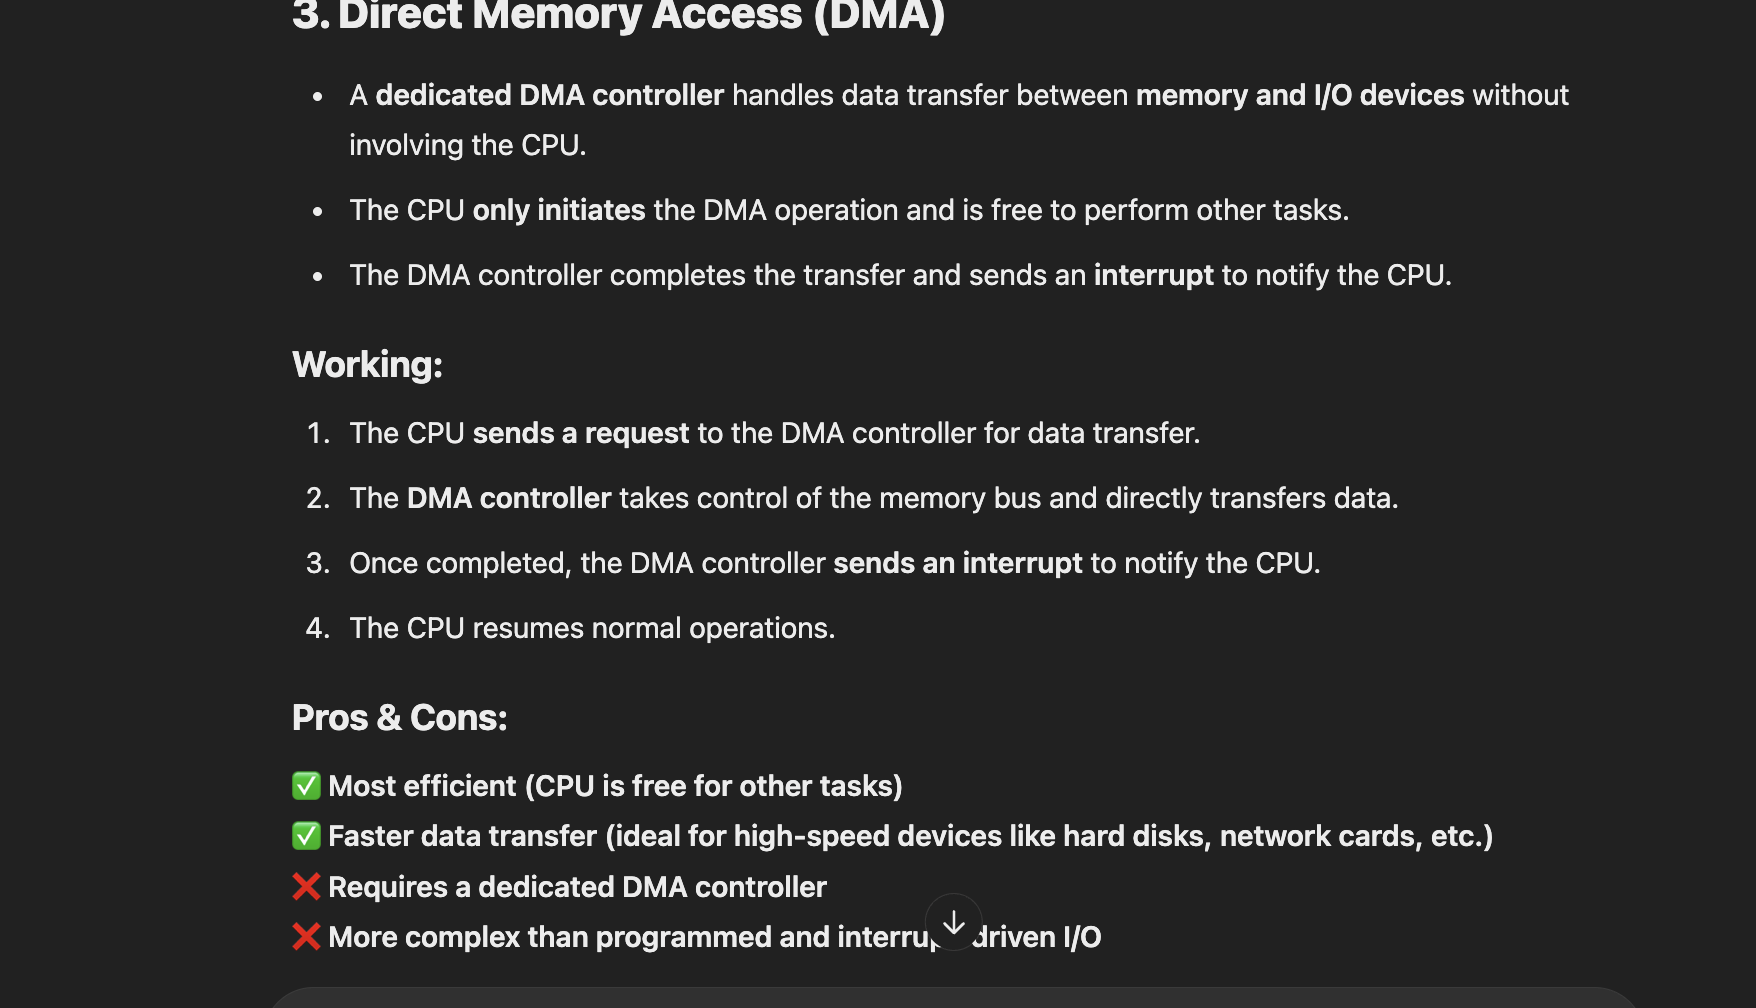 3. Direct Memory Access (DMA)
• A dedicated DMA controller handles data transfer between memory and I/O devices without
involving the CPU.
• The CPU only initiates the DMA operation and is free to perform other tasks.
• The DMA controller completes the transfer and sends an interrupt to notify the CPU.
Working:
1. The CPU sends a request to the DMA controller for data transfer.
2. The DMA controller takes control of the memory bus and directly transfers data.
3. Once completed, the DMA controller sends an interrupt to notify the CPU.
4. The CPU resumes normal operations.
Pros & Cons:
✅ Most efficient (CPU is free for other tasks)
✅ Faster data transfer (ideal for high-speed devices like hard disks, network cards, etc.)
❌ Requires a dedicated DMA controller
❌ More complex than programmed and driven I/O